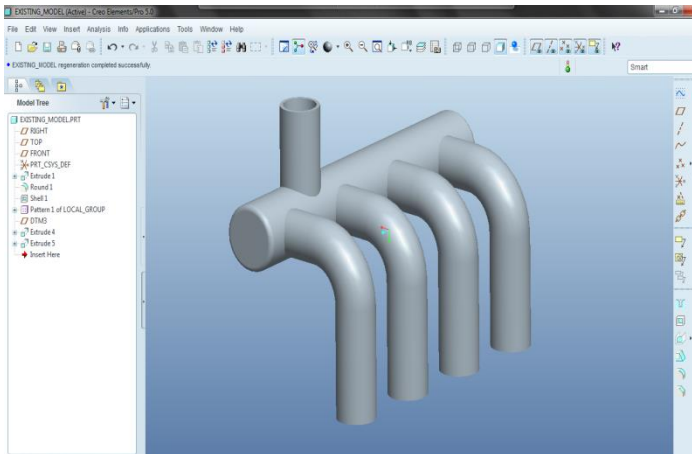 EXISTING_MODEL (Active) - Creo Elements/Pro 5.0
File Edit View Insert Analysis Info Applications Tools Window Help
EXISTING_MODEL regeneration completed successfully.
Smart
Model Tree
EXISTING_MODEL.PRT
RIGHT
TOP
FRONT
PRT_CSYS_DEF
Extrude 1
Round 1
Shell 1
Pattern 1 of LOCAL_GROUP
DTM3
Extrude 4
Extrude 5
Insert Here